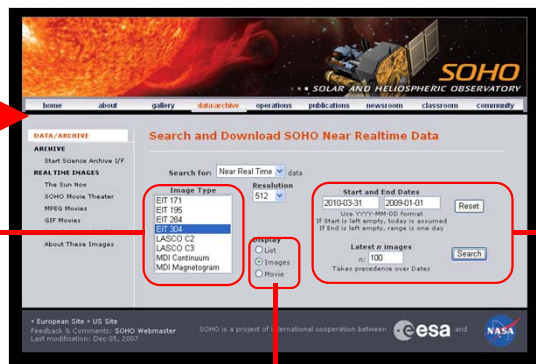 SOHO
SOLAR AND HELIOSPHERIC OBSERVATORY
home about gallery data/archive operations publications newsroom classroom community
DATA/ARCHIVE
ARCHIVE
Start Science Archive I/F
REAL TIME IMAGES
The Sun Now
SOHO Movie Theater
MPEG Movies
GIF Movies
About These Images
Search and Download SOHO Near Realtime Data
Search for: Near Real Time data
Image Type
EIT 171
EIT 195
EIT 284
EIT 304
LASCO C2
LASCO C3
MDI Continuum
MDI Magnetogram
Resolution
512
Display
List
Images
Movie
Start and End Dates
2010-03-31 2009-01-01
Use YYYY-MM-DD format
If Start is left empty, today is assumed
If End is left empty, range is one day
Reset
Latest n images
n: 100
Takes precedence over Dates
Search
• European Site • US Site
Feedback & Comments: SOHO Webmaster
Last modification: Dec 05, 2007
SOHO is a project of international cooperation between esa and NASA